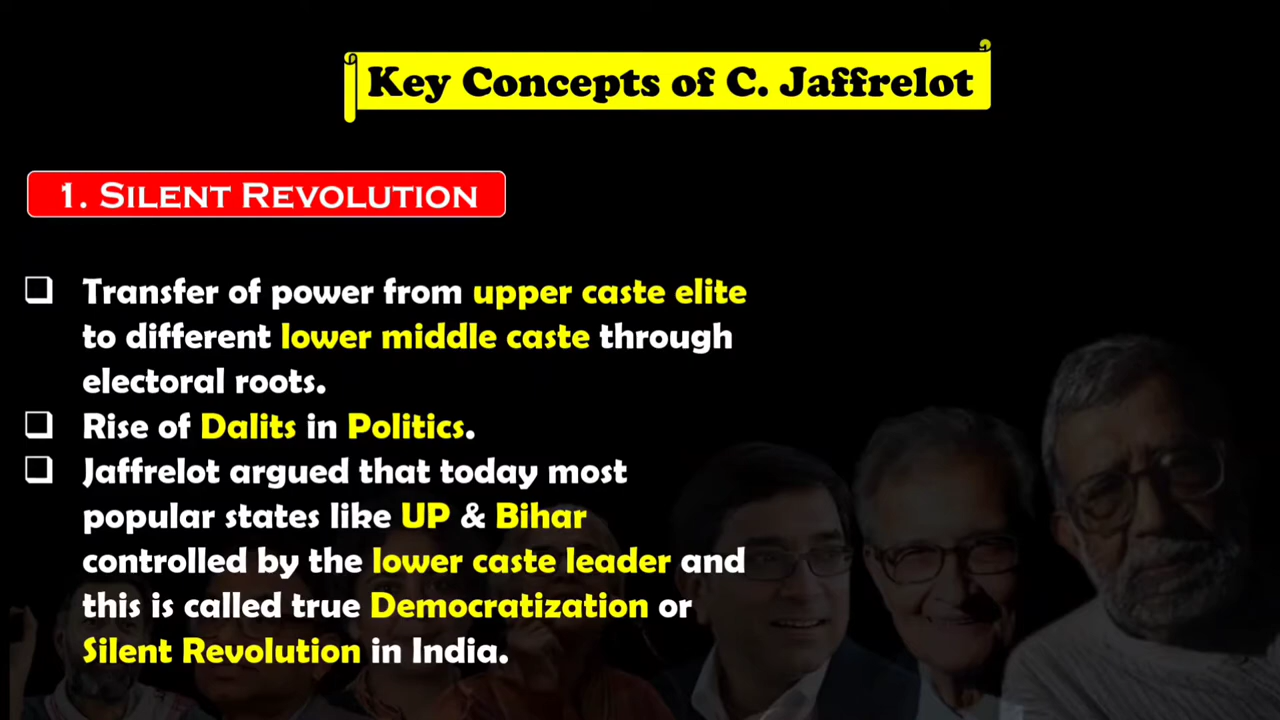 Key Concepts of C. Jaffrelot
1. Silent Revolution
Transfer of power from upper caste elite
to different lower middle caste through
electoral roots.
Rise of Dalits in Politics.
Jaffrelot argued that today most
popular states like UP & Bihar
controlled by the lower caste leader and
this is called true Democratization or
Silent Revolution in India.